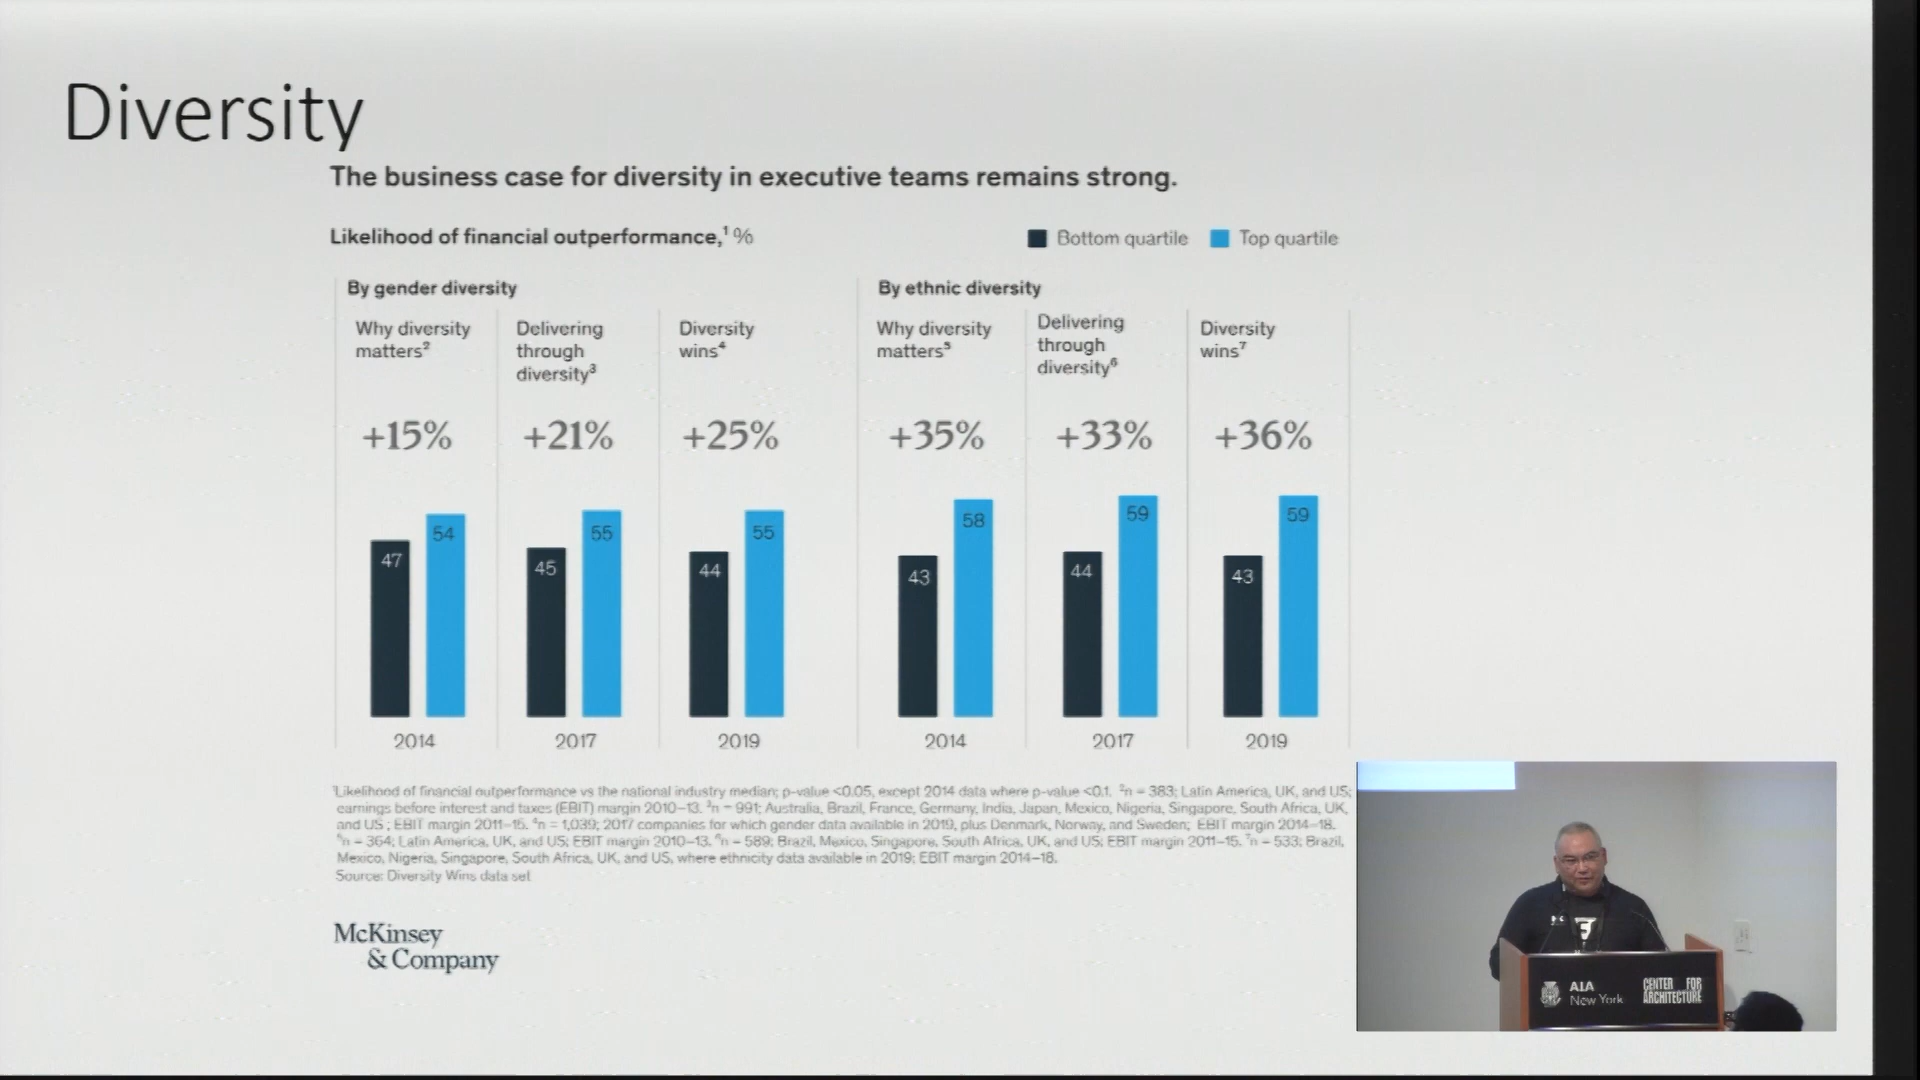 Diversity
The business case for diversity in executive teams remains strong.
Likelihood of financial outperformance,¹ %
Bottom quartile Top quartile
By gender diversity
By ethnic diversity
Why diversity
matters²
Delivering
through
diversity³
Diversity
wins⁴
Why diversity
matters⁵
Delivering
through
diversity⁶
Diversity
wins⁷
+15% +21% +25% +35% +33% +36%
47 54 45 55 44 55 43 58 44 59 43 59
2014 2017 2019 2014 2017 2019
¹Likelihood of financial outperformance vs the national industry median; p-value <0.05, except 2014 data where p-value <0.1. ²n = 383; Latin America, UK, and US;
earnings before interest and taxes (EBIT) margin 2010–13. ³n = 991; Australia, Brazil, France, Germany, India, Japan, Mexico, Nigeria, Singapore, South Africa, UK,
and US; EBIT margin 2011–15. ⁴n = 1,039; 2017 companies for which gender data available in 2019, plus Denmark, Norway, and Sweden; EBIT margin 2014–18.
⁵n = 364; Latin America, UK, and US; EBIT margin 2010–13. ⁶n = 589; Brazil, Mexico, Singapore, South Africa, UK, and US; EBIT margin 2011–15. ⁷n = 533; Brazil,
Mexico, Nigeria, Singapore, South Africa, UK, and US, where ethnicity data available in 2019; EBIT margin 2014–18.
Source: Diversity Wins data set
McKinsey
& Company
AIA
New York
CENTER FOR
ARCHITECTURE